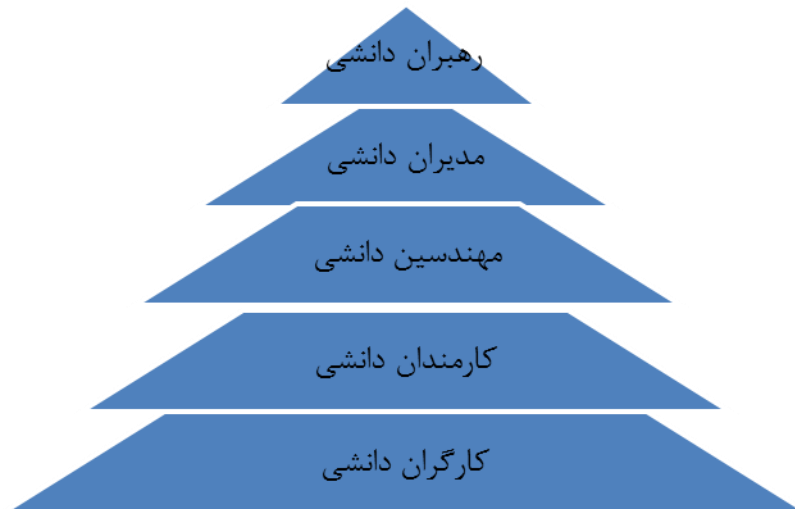 رهبران دانشی
مدیران دانشی
مهندسین دانشی
کارمندان دانشی
کارگران دانشی